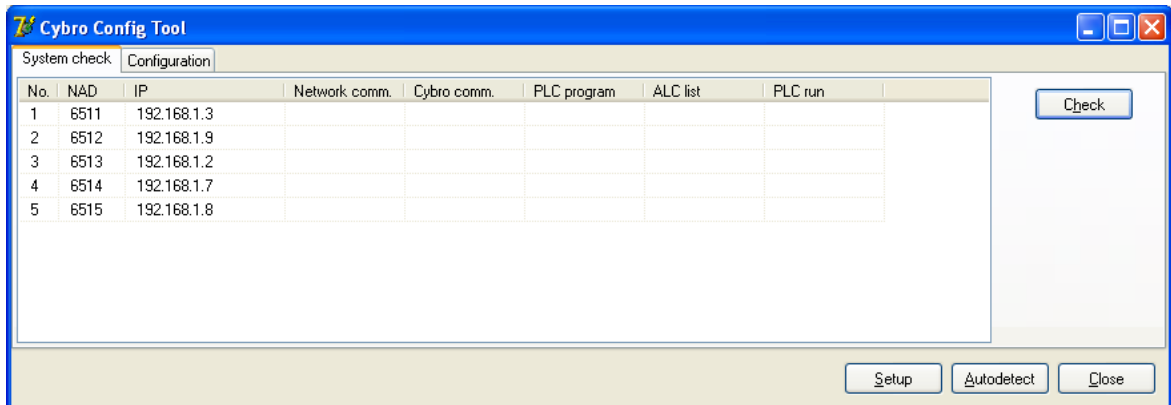 Cybro Config Tool
System check Configuration
No. NAD IP Network comm. Cybro comm. PLC program ALC list PLC run
Check
1 6511 192.168.1.3
2 6512 192.168.1.9
3 6513 192.168.1.2
4 6514 192.168.1.7
5 6515 192.168.1.8
Setup Autodetect Close